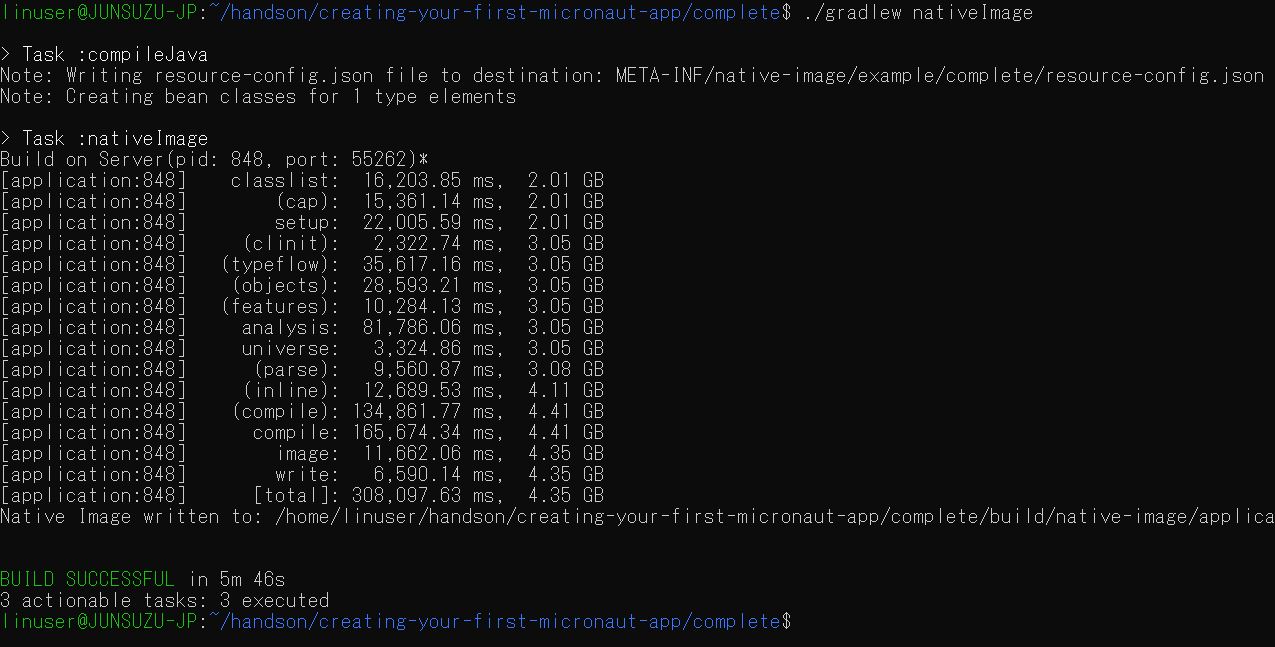 linuser@JUNSUZU-JP:~/handson/creating-your-first-micronaut-app/complete$ ./gradlew nativeImage
> Task :compileJava
Note: Writing resource-config.json file to destination: META-INF/native-image/example/complete/resource-config.json
Note: Creating bean classes for 1 type elements
> Task :nativeImage
Build on Server(pid: 848, port: 55262)*
[application:848]    classlist:  16,203.85 ms,  2.01 GB
[application:848]        (cap):  15,361.14 ms,  2.01 GB
[application:848]        setup:  22,005.59 ms,  2.01 GB
[application:848]     (clinit):   2,322.74 ms,  3.05 GB
[application:848]   (typeflow):  35,617.16 ms,  3.05 GB
[application:848]    (objects):  28,593.21 ms,  3.05 GB
[application:848]   (features):  10,284.13 ms,  3.05 GB
[application:848]     analysis:  81,786.06 ms,  3.05 GB
[application:848]     universe:   3,324.86 ms,  3.05 GB
[application:848]      (parse):   9,560.87 ms,  3.08 GB
[application:848]     (inline):  12,689.53 ms,  4.11 GB
[application:848]    (compile): 134,861.77 ms,  4.41 GB
[application:848]      compile: 165,674.34 ms,  4.41 GB
[application:848]        image:  11,662.06 ms,  4.35 GB
[application:848]        write:   6,590.14 ms,  4.35 GB
[application:848]      [total]: 308,097.63 ms,  4.35 GB
Native Image written to: /home/linuser/handson/creating-your-first-micronaut-app/complete/build/native-image/applica
BUILD SUCCESSFUL in 5m 46s
3 actionable tasks: 3 executed
linuser@JUNSUZU-JP:~/handson/creating-your-first-micronaut-app/complete$